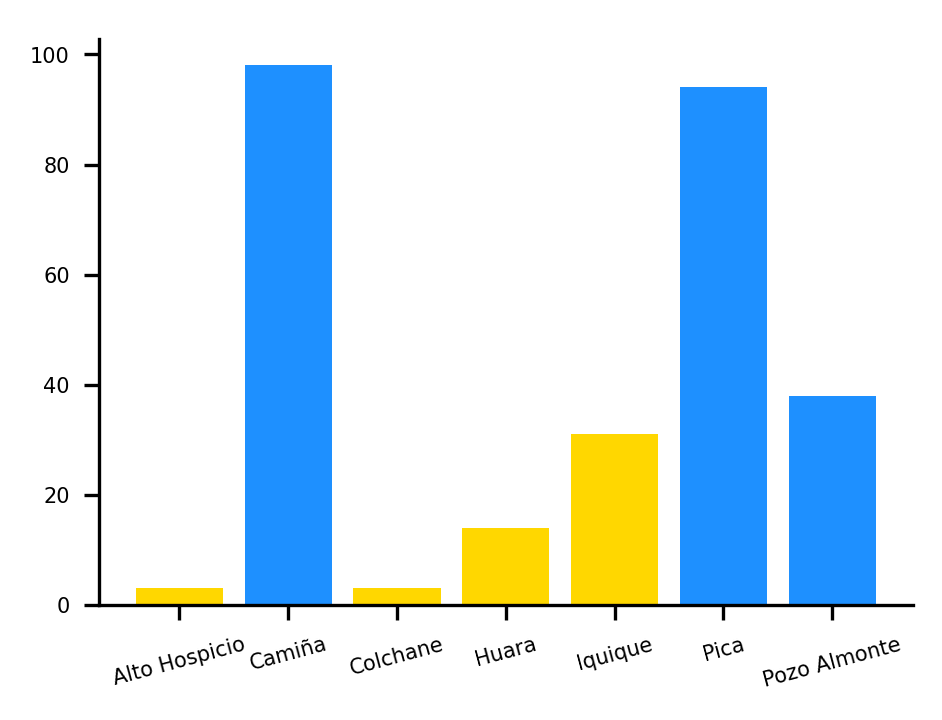 100
80
60
40
20
0
Alto Hospicio
Camiña
Colchane
Huara
Iquique
Pica
Pozo Almonte